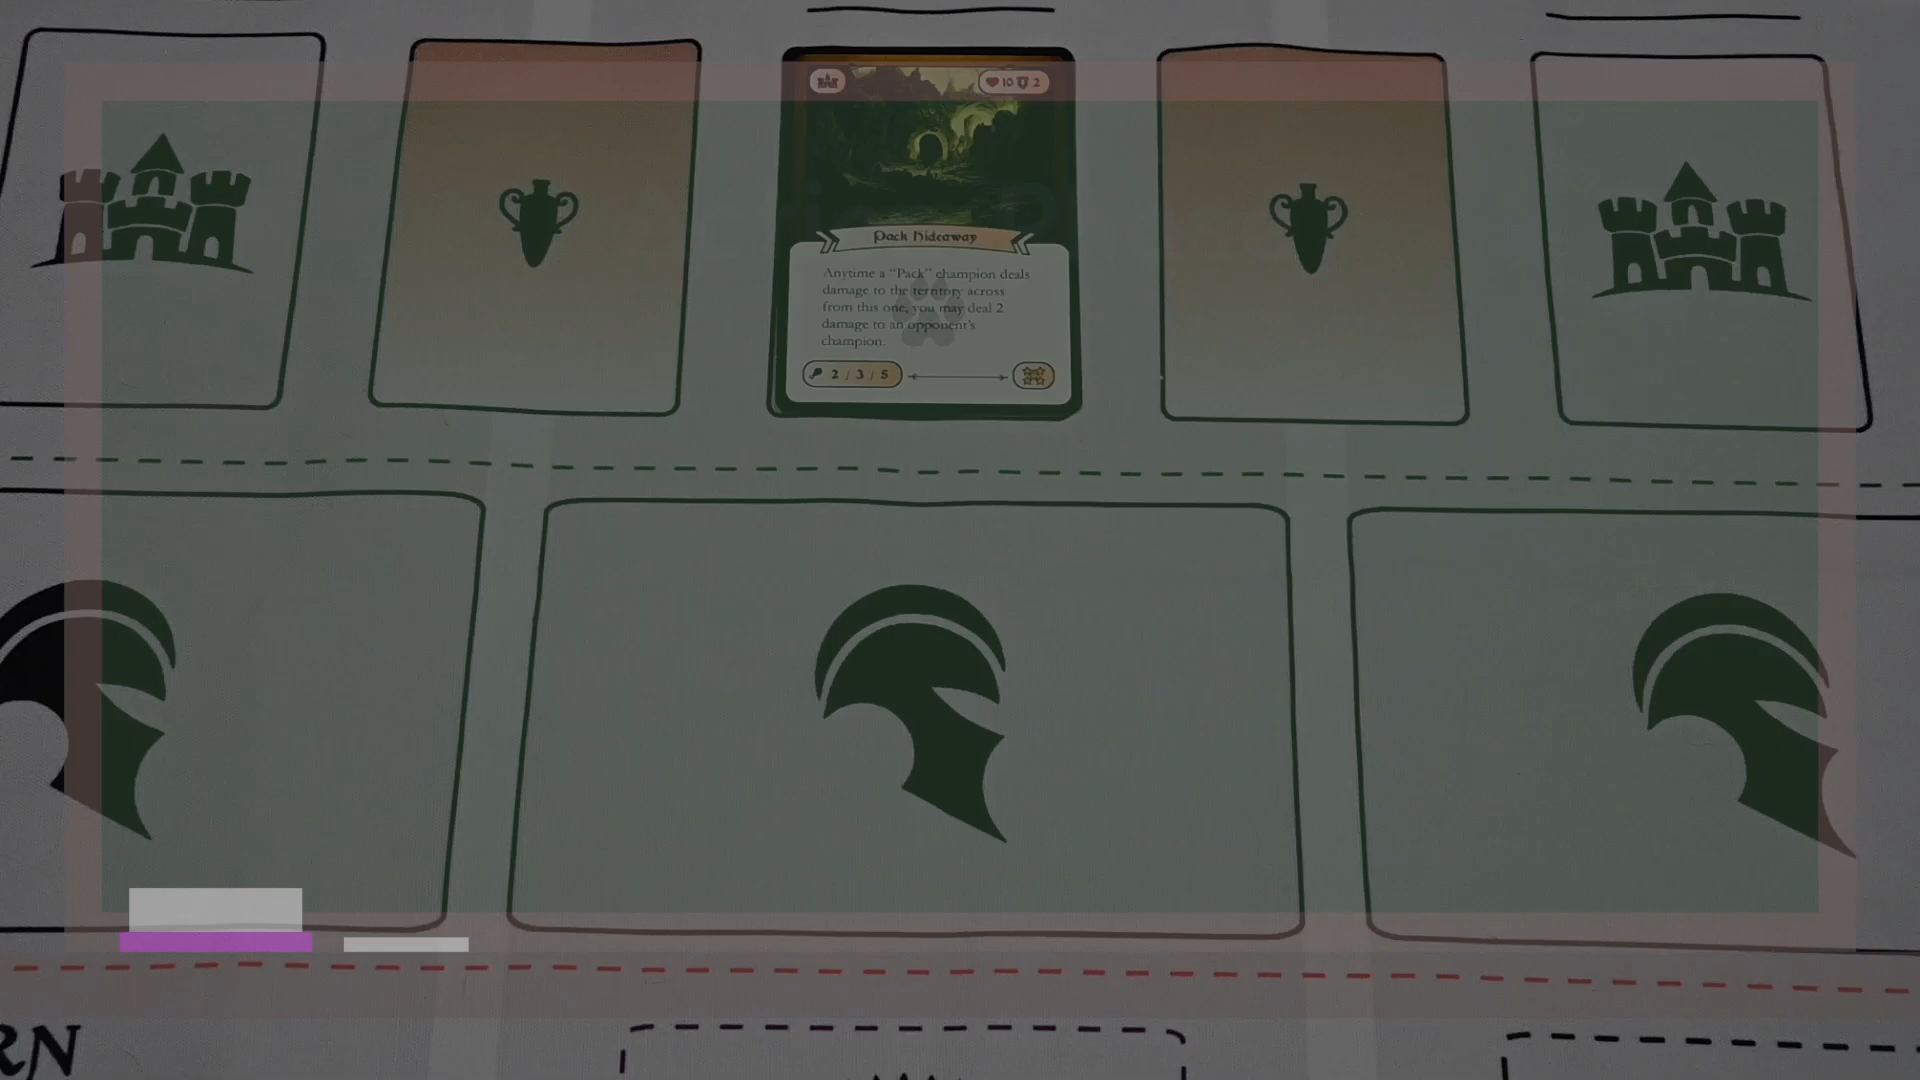 10 2
Pack Hideaway
Anytime a "Pack" champion deals
damage to the territory across
from this one, you may deal 2
damage to an opponent's
champion.
2 / 3 / 5
RN